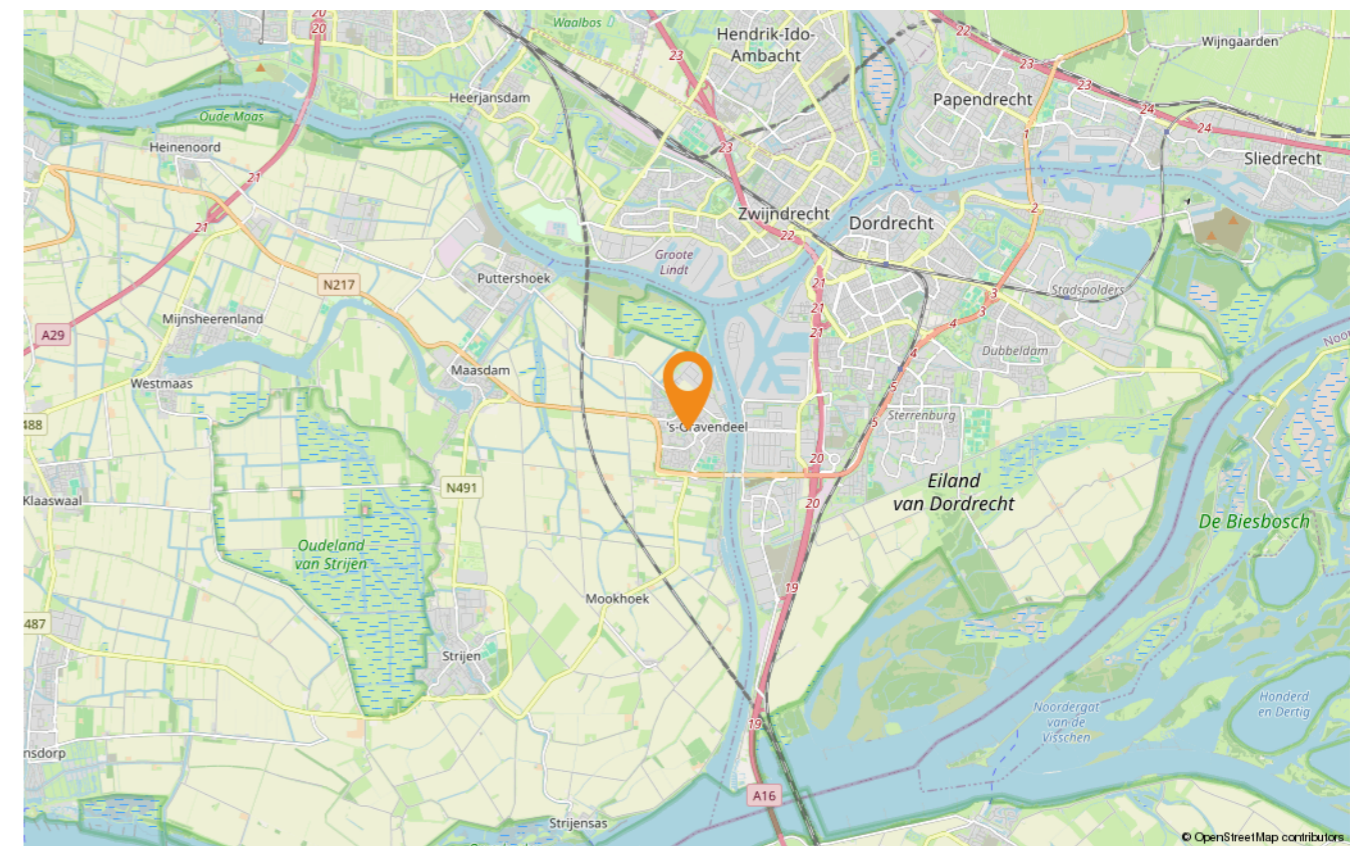 20
20
Waalbos
23
Hendrik-Ido-
Ambacht
22
Wijngaarden
23
23
Heerjansdam
Papendrecht
24
24
Oude Maas
1
Heinenoord
23
Sliedrecht
21
2
Zwijndrecht
Dordrecht
21
22
Groote
Lindt
Puttershoek
N217
21
Stadspolders
3
21
3
Mijnsheerenland
4
A29
21
Noor
4
Dubbeldam
Maasdam
Westmaas
5
Sterrenburg
488
's-Gravendeel
5
20
N491
Eiland
van Dordrecht
Klaaswaal
20
De Biesbosch
Oudeland
van Strijen
19
Mookhoek
487
Strijen
Honderd
en Dertig
Noordergat
van de
Visschen
19
nsdorp
A16
Strijensas
© OpenStreetMap contributors